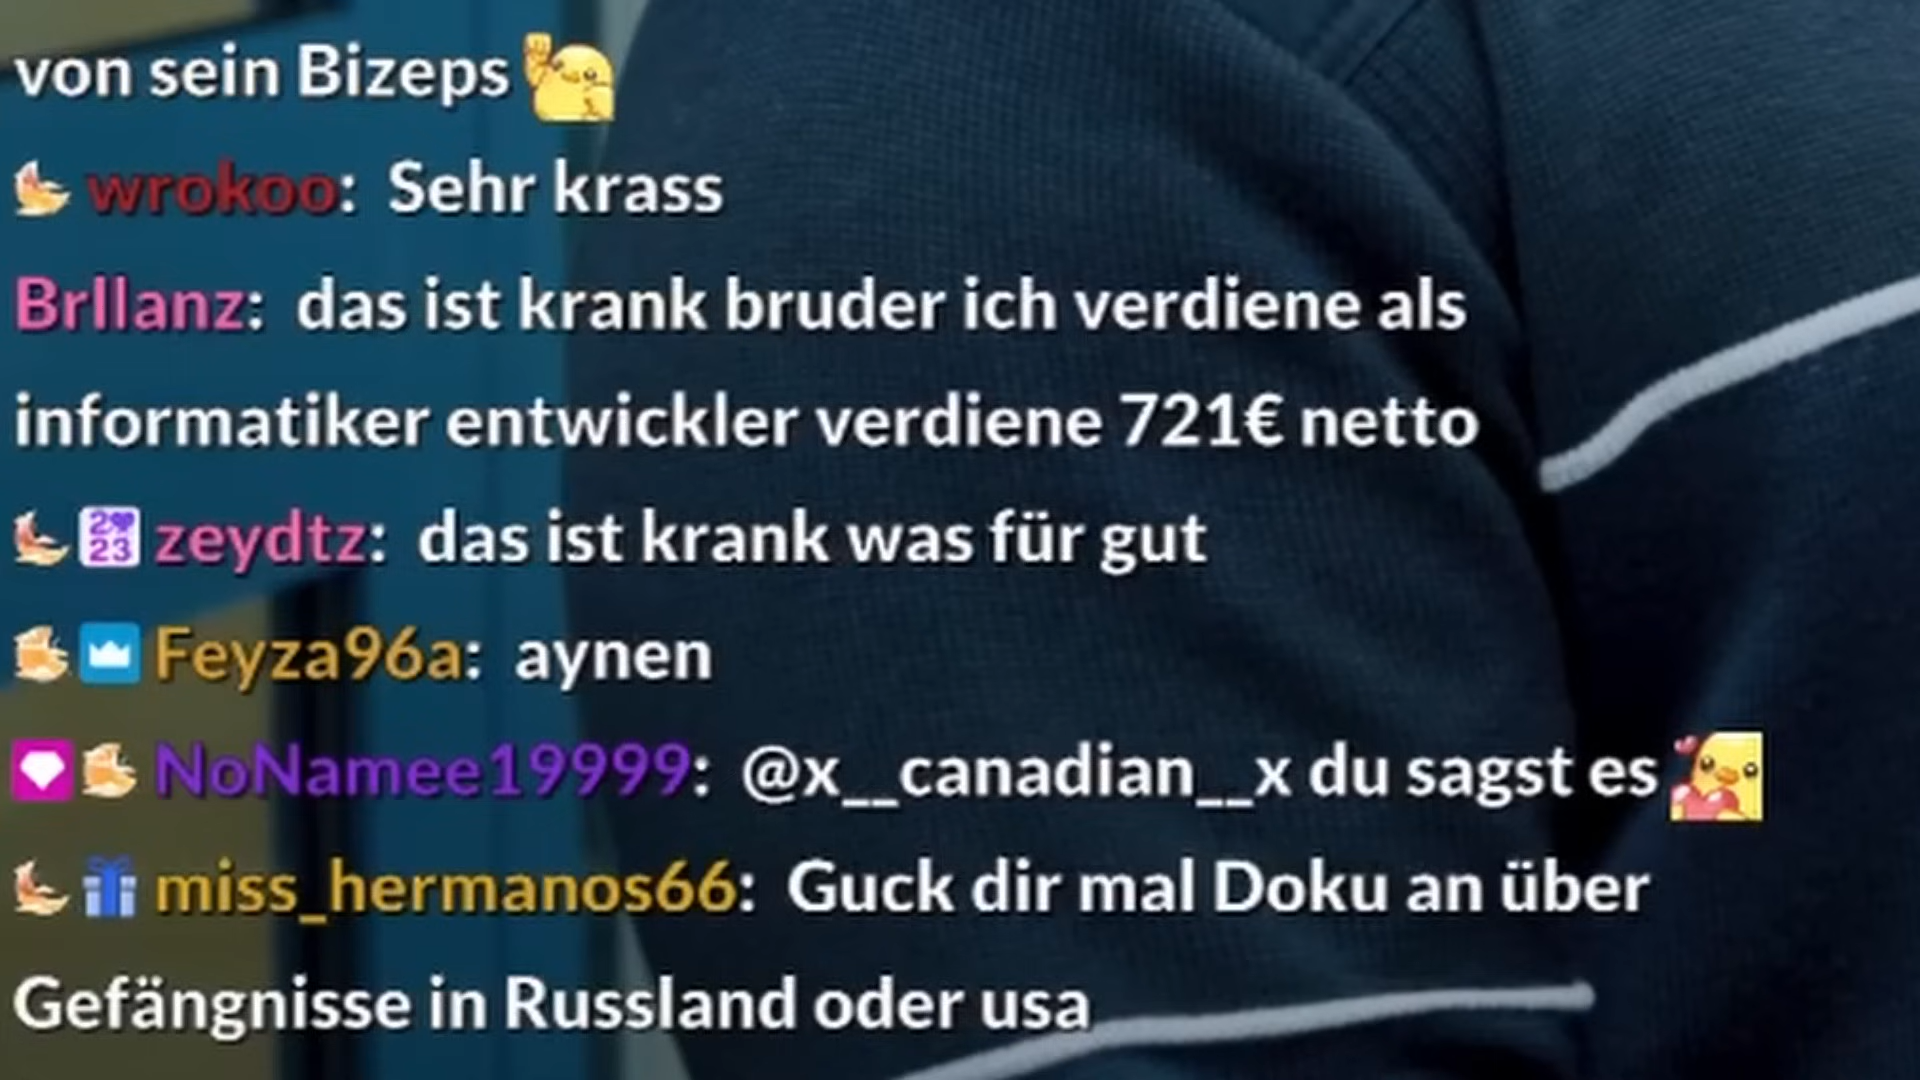 von sein Bizeps
wrokoo: Sehr krass
Brllanz: das ist krank bruder ich verdiene als
informatiker entwickler verdiene 721€ netto
2023 zeydtz: das ist krank was für gut
Feyza96a: aynen
NoNamee19999: @x__canadian__x du sagst es
miss_hermanos66: Guck dir mal Doku an über
Gefängnisse in Russland oder usa